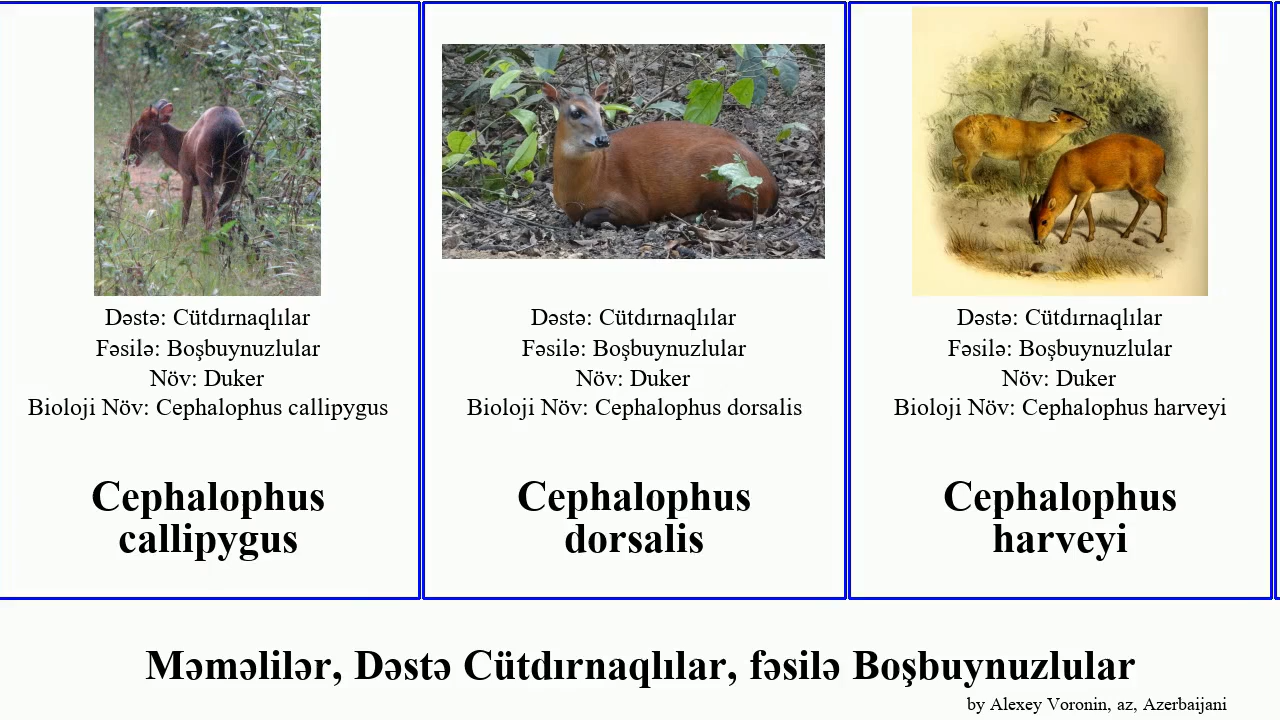 Dəstə: Cütdırnaqlılar
Fəsilə: Boşbuynuzlular
Növ: Duker
Bioloji Növ: Cephalophus callipygus
Cephalophus
callipygus
Dəstə: Cütdırnaqlılar
Fəsilə: Boşbuynuzlular
Növ: Duker
Bioloji Növ: Cephalophus dorsalis
Cephalophus
dorsalis
Dəstə: Cütdırnaqlılar
Fəsilə: Boşbuynuzlular
Növ: Duker
Bioloji Növ: Cephalophus harveyi
Cephalophus
harveyi
Məməlilər, Dəstə Cütdırnaqlılar, fəsilə Boşbuynuzlular
by Alexey Voronin, az, Azerbaijani